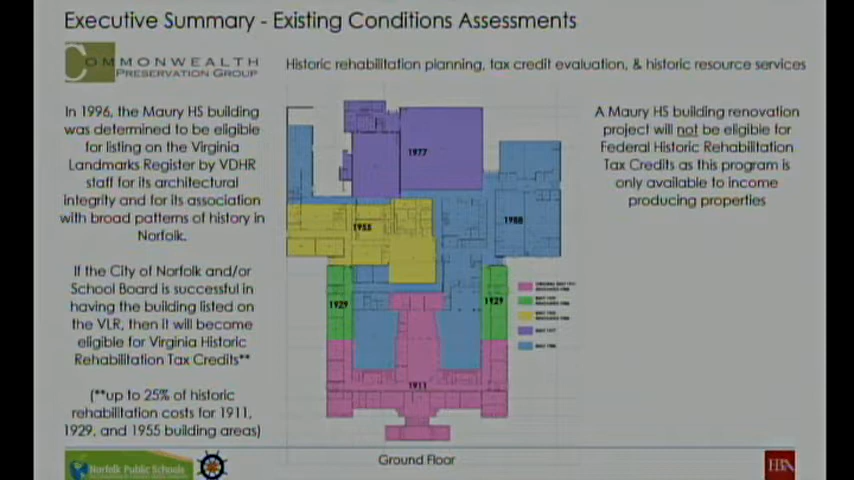 Executive Summary - Existing Conditions Assessments
COMMONWEALTH
PRESERVATION GROUP
Historic rehabilitation planning, tax credit evaluation, & historic resource services
In 1996, the Maury HS building
was determined to be eligible
for listing on the Virginia
Landmarks Register by VDHR
staff for its architectural
integrity and for its association
with broad patterns of history in
Norfolk.
If the City of Norfolk and/or
School Board is successful in
having the building listed on
the VLR, then it will become
eligible for Virginia Historic
Rehabilitation Tax Credits**
(**up to 25% of historic
rehabilitation costs for 1911,
1929, and 1955 building areas)
1977
1955
1988
1929
1929
1911
A Maury HS building renovation
project will not be eligible for
Federal Historic Rehabilitation
Tax Credits as this program is
only available to income
producing properties
Ground Floor
Norfolk Public Schools
HBA